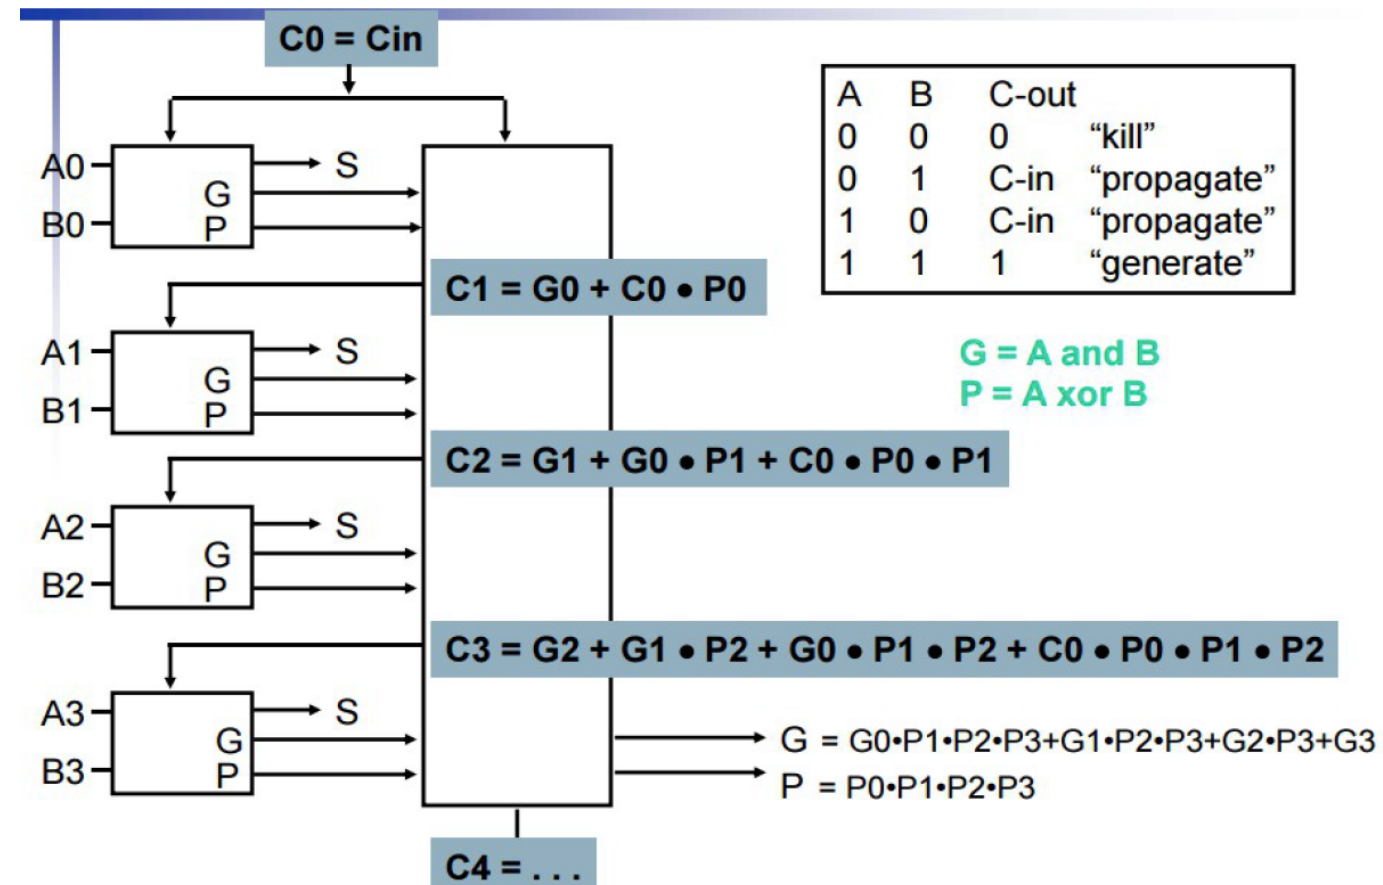 C0 = Cin
A B C-out
0 0 0 “kill”
0 1 C-in “propagate”
1 0 C-in “propagate”
1 1 1 “generate”
A0 S
G
B0 P
C1 = G0 + C0 • P0
G = A and B
P = A xor B
A1 S
G
B1 P
C2 = G1 + G0 • P1 + C0 • P0 • P1
A2 S
G
B2 P
C3 = G2 + G1 • P2 + G0 • P1 • P2 + C0 • P0 • P1 • P2
A3 S
G
B3 P
G = G0•P1•P2•P3+G1•P2•P3+G2•P3+G3
P = P0•P1•P2•P3
C4 = . . .